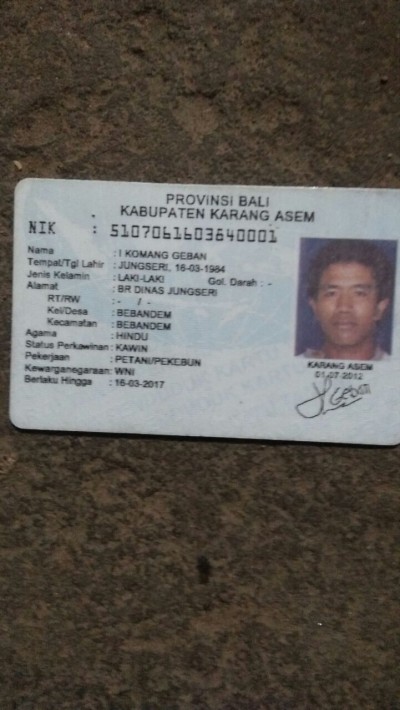 PROVINSI BALI
KABUPATEN KARANG ASEM
NIK : 5107061603840001
Nama : I KOMANG GEBAN
Tempat/Tgl Lahir : JUNGSERI, 16-03-1984
Jenis Kelamin : LAKI-LAKI Gol. Darah : -
Alamat : BR DINAS JUNGSERI
RT/RW : - / -
Kel/Desa : BEBANDEM
Kecamatan : BEBANDEM
Agama : HINDU
Status Perkawinan : KAWIN
Pekerjaan : PETANI/PEKEBUN
Kewarganegaraan: WNI
Berlaku Hingga : 16-03-2017
KARANG ASEM
01-07-2012
Geban